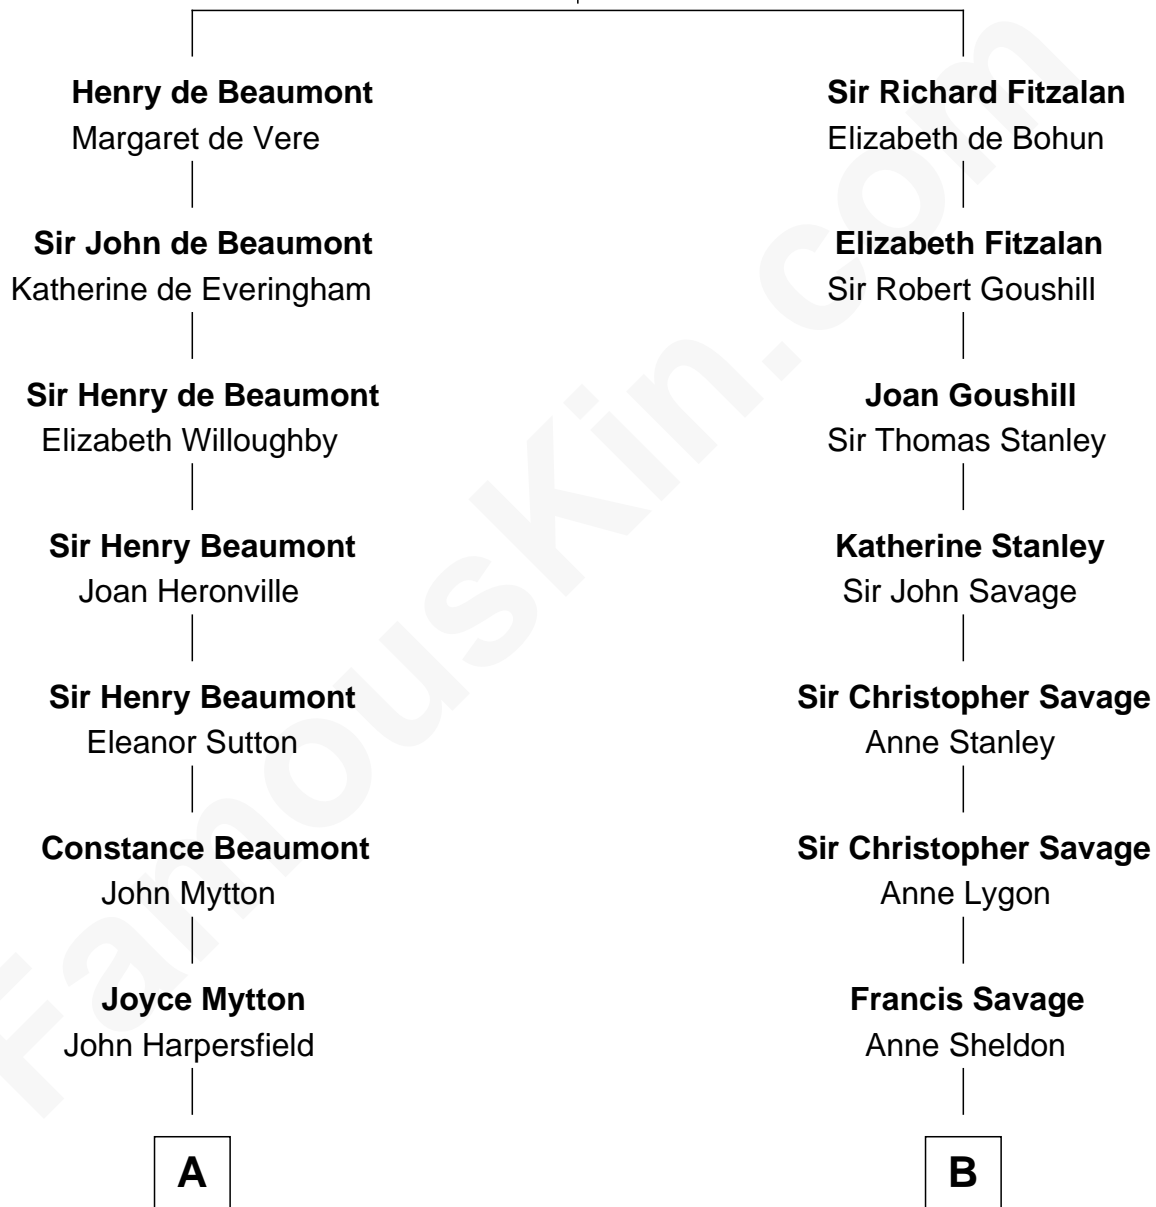 Henry de Beaumont
Margaret de Vere
Sir John de Beaumont
Katherine de Everingham
Sir Henry de Beaumont
Elizabeth Willoughby
Sir Henry Beaumont
Joan Heronville
Sir Henry Beaumont
Eleanor Sutton
Constance Beaumont
John Mytton
Joyce Mytton
John Harpersfield
A
Sir Richard Fitzalan
Elizabeth de Bohun
Elizabeth Fitzalan
Sir Robert Goushill
Joan Goushill
Sir Thomas Stanley
Katherine Stanley
Sir John Savage
Sir Christopher Savage
Anne Stanley
Sir Christopher Savage
Anne Lygon
Francis Savage
Anne Sheldon
B
FamousKin.com